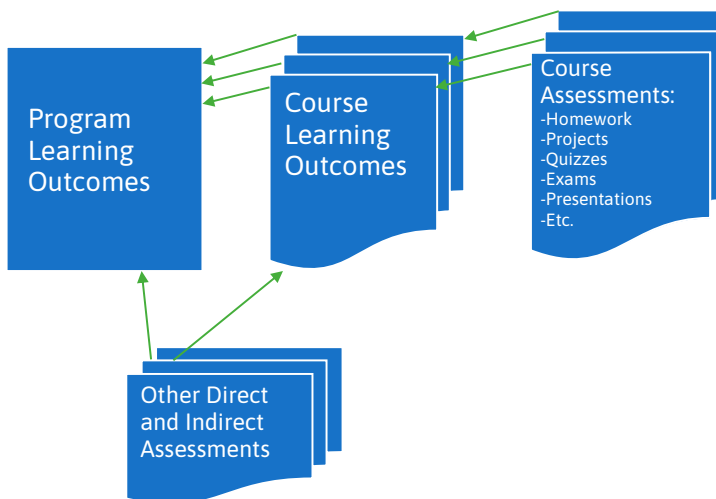 Program
Learning
Outcomes
Course
Learning
Outcomes
Course
Assessments:
-Homework
-Projects
-Quizzes
-Exams
-Presentations
-Etc.
Other Direct
and Indirect
Assessments